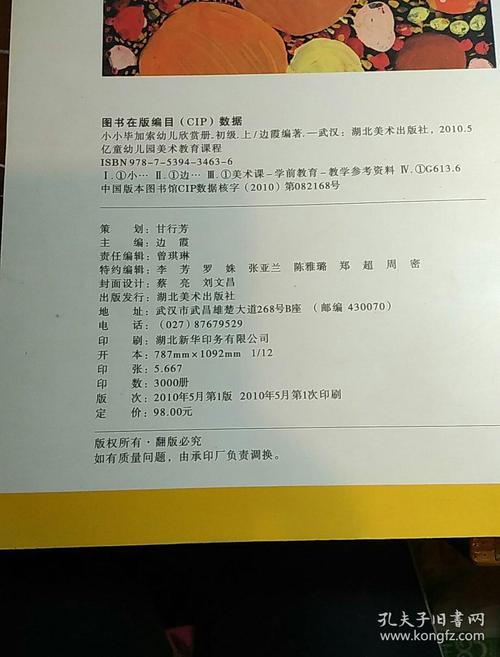 图书在版编目（CIP）数据
小小毕加索幼儿欣赏册.初级.上/边霞编著.—武汉：湖北美术出版社，2010.5
亿童幼儿园美术教育课程
ISBN 978-7-5394-3463-6
Ⅰ.①小… Ⅱ.①边… Ⅲ.①美术课－学前教育－教学参考资料 Ⅳ.①G613.6
中国版本图书馆CIP数据核字（2010）第082168号
策 划：甘行芳
主 编：边 霞
责任编辑：曾琪琳
特约编辑：李 芳 罗 姝 张亚兰 陈雅璐 郑 超 周 密
封面设计：蔡 亮 刘文昌
出版发行：湖北美术出版社
地 址：武汉市武昌雄楚大道268号B座 （邮编 430070）
电 话：(027) 87679529
印 刷：湖北新华印务有限公司
开 本：787mm×1092mm 1/12
印 张：5.667
印 数：3000册
版 次：2010年5月第1版 2010年5月第1次印刷
定 价：98.00元
版权所有·翻版必究
如有质量问题，由承印厂负责调换。
孔夫子旧书网
www.kongfz.com